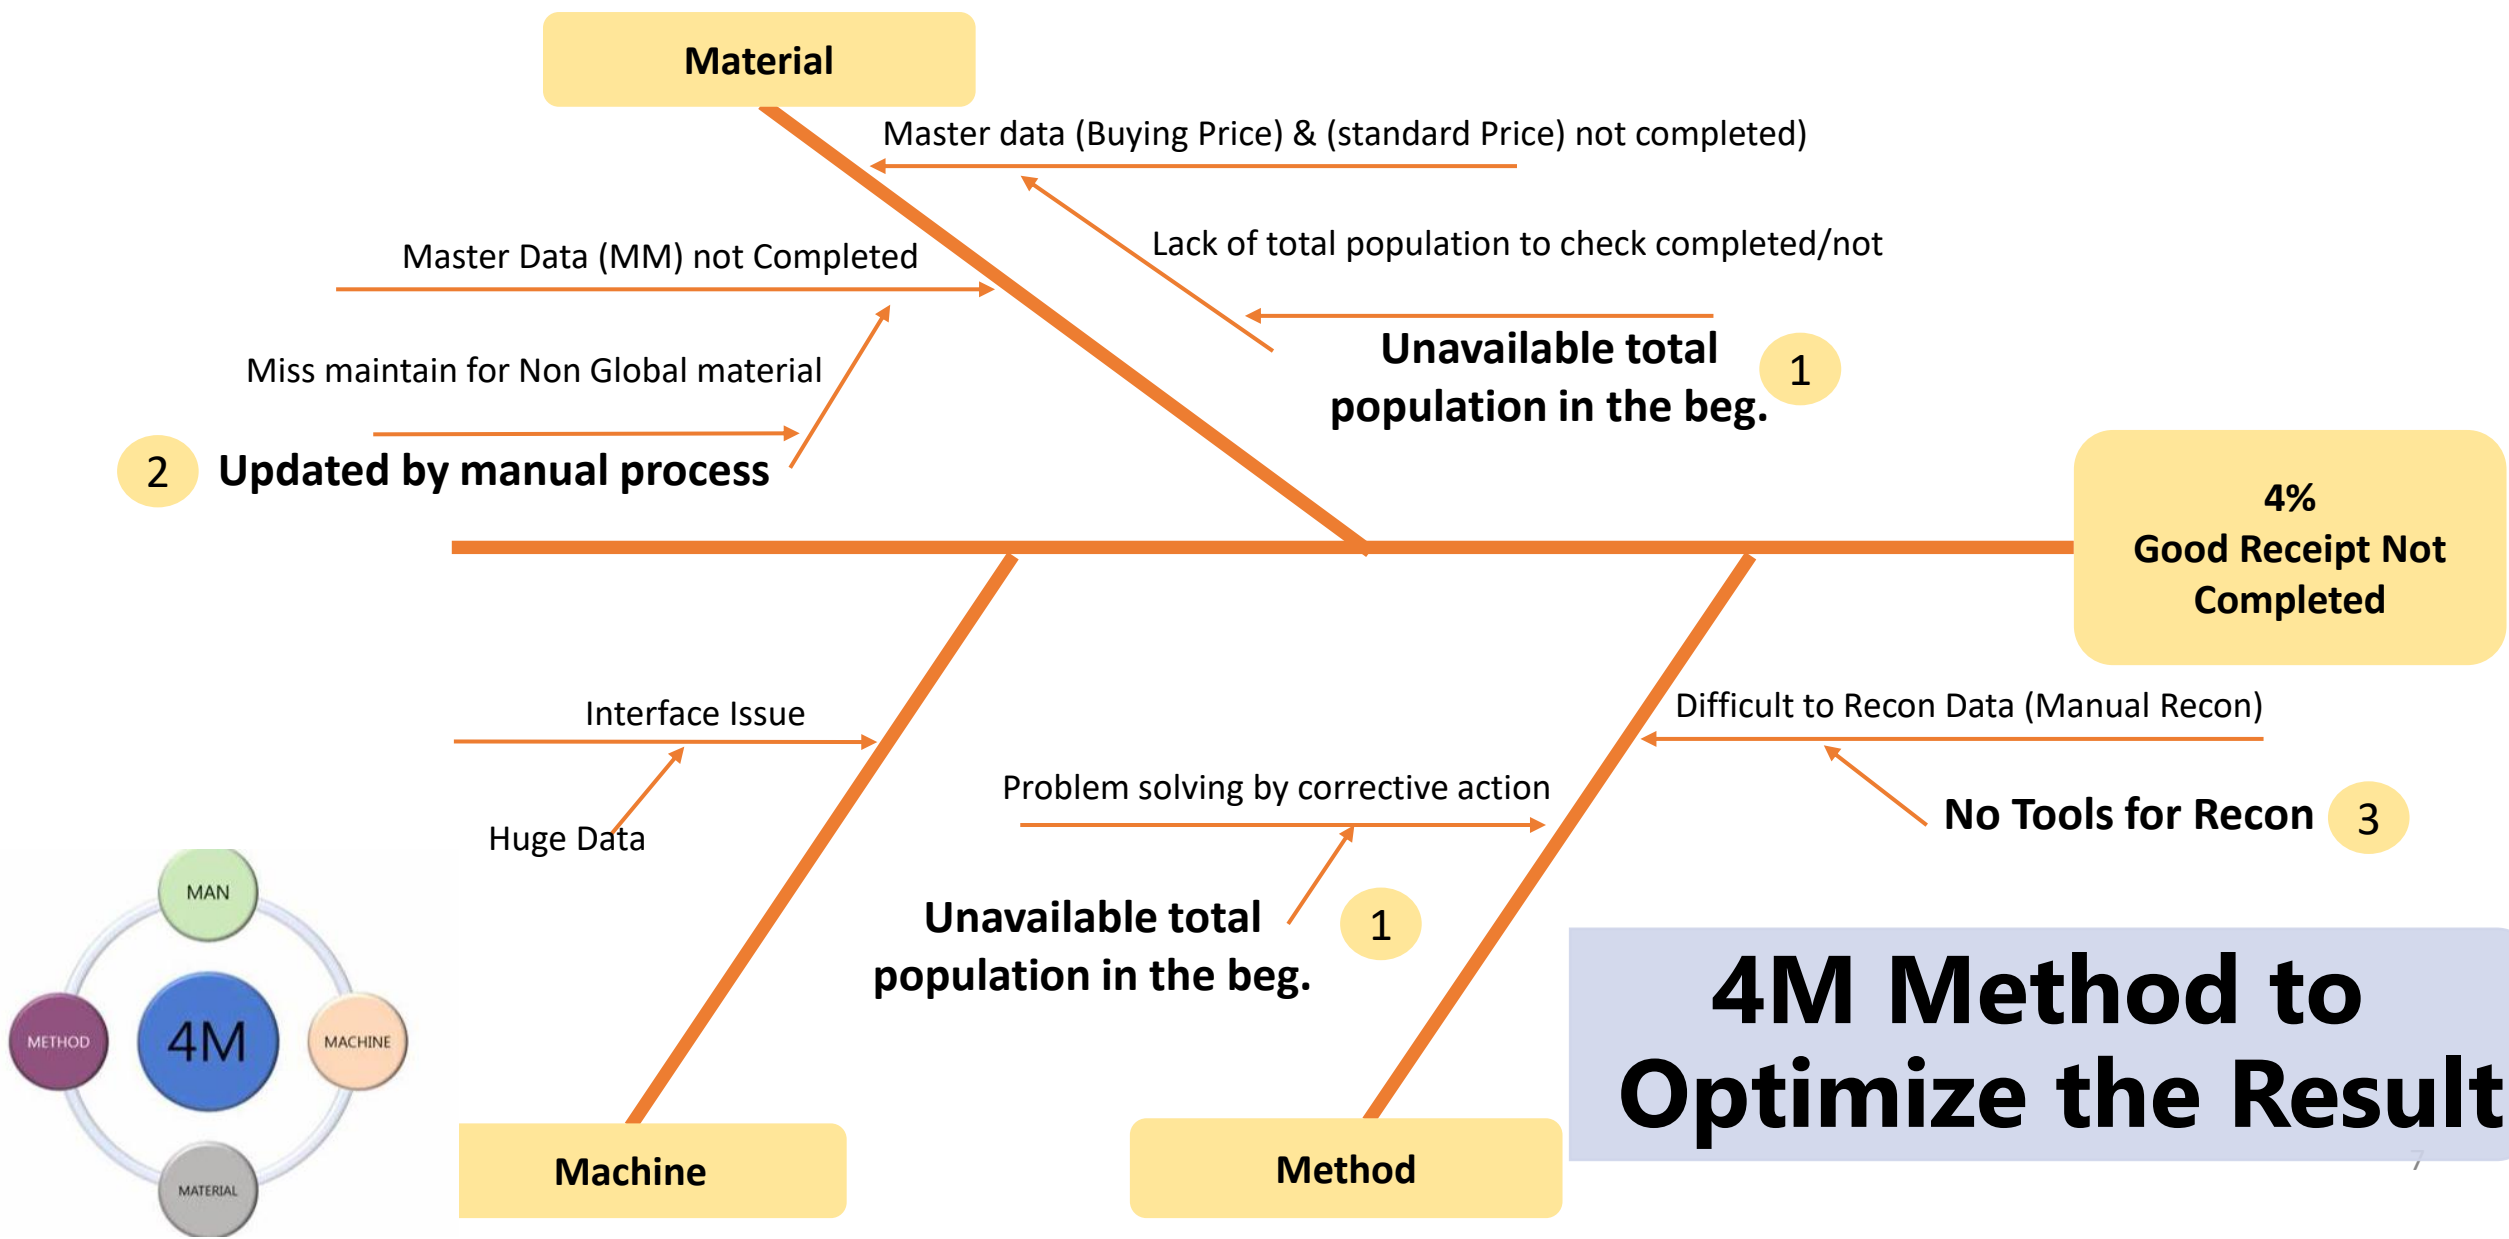 Material
Master data (Buying Price) & (standard Price) not completed)
Lack of total population to check completed/not
Master Data (MM) not Completed
Unavailable total
population in the beg.
1
Miss maintain for Non Global material
2
Updated by manual process
4%
Good Receipt Not
Completed
Interface Issue
Huge Data
Difficult to Recon Data (Manual Recon)
Problem solving by corrective action
No Tools for Recon
3
Unavailable total
population in the beg.
1
MAN
METHOD
4M
MACHINE
MATERIAL
Machine
Method
4M Method to
Optimize the Result
7